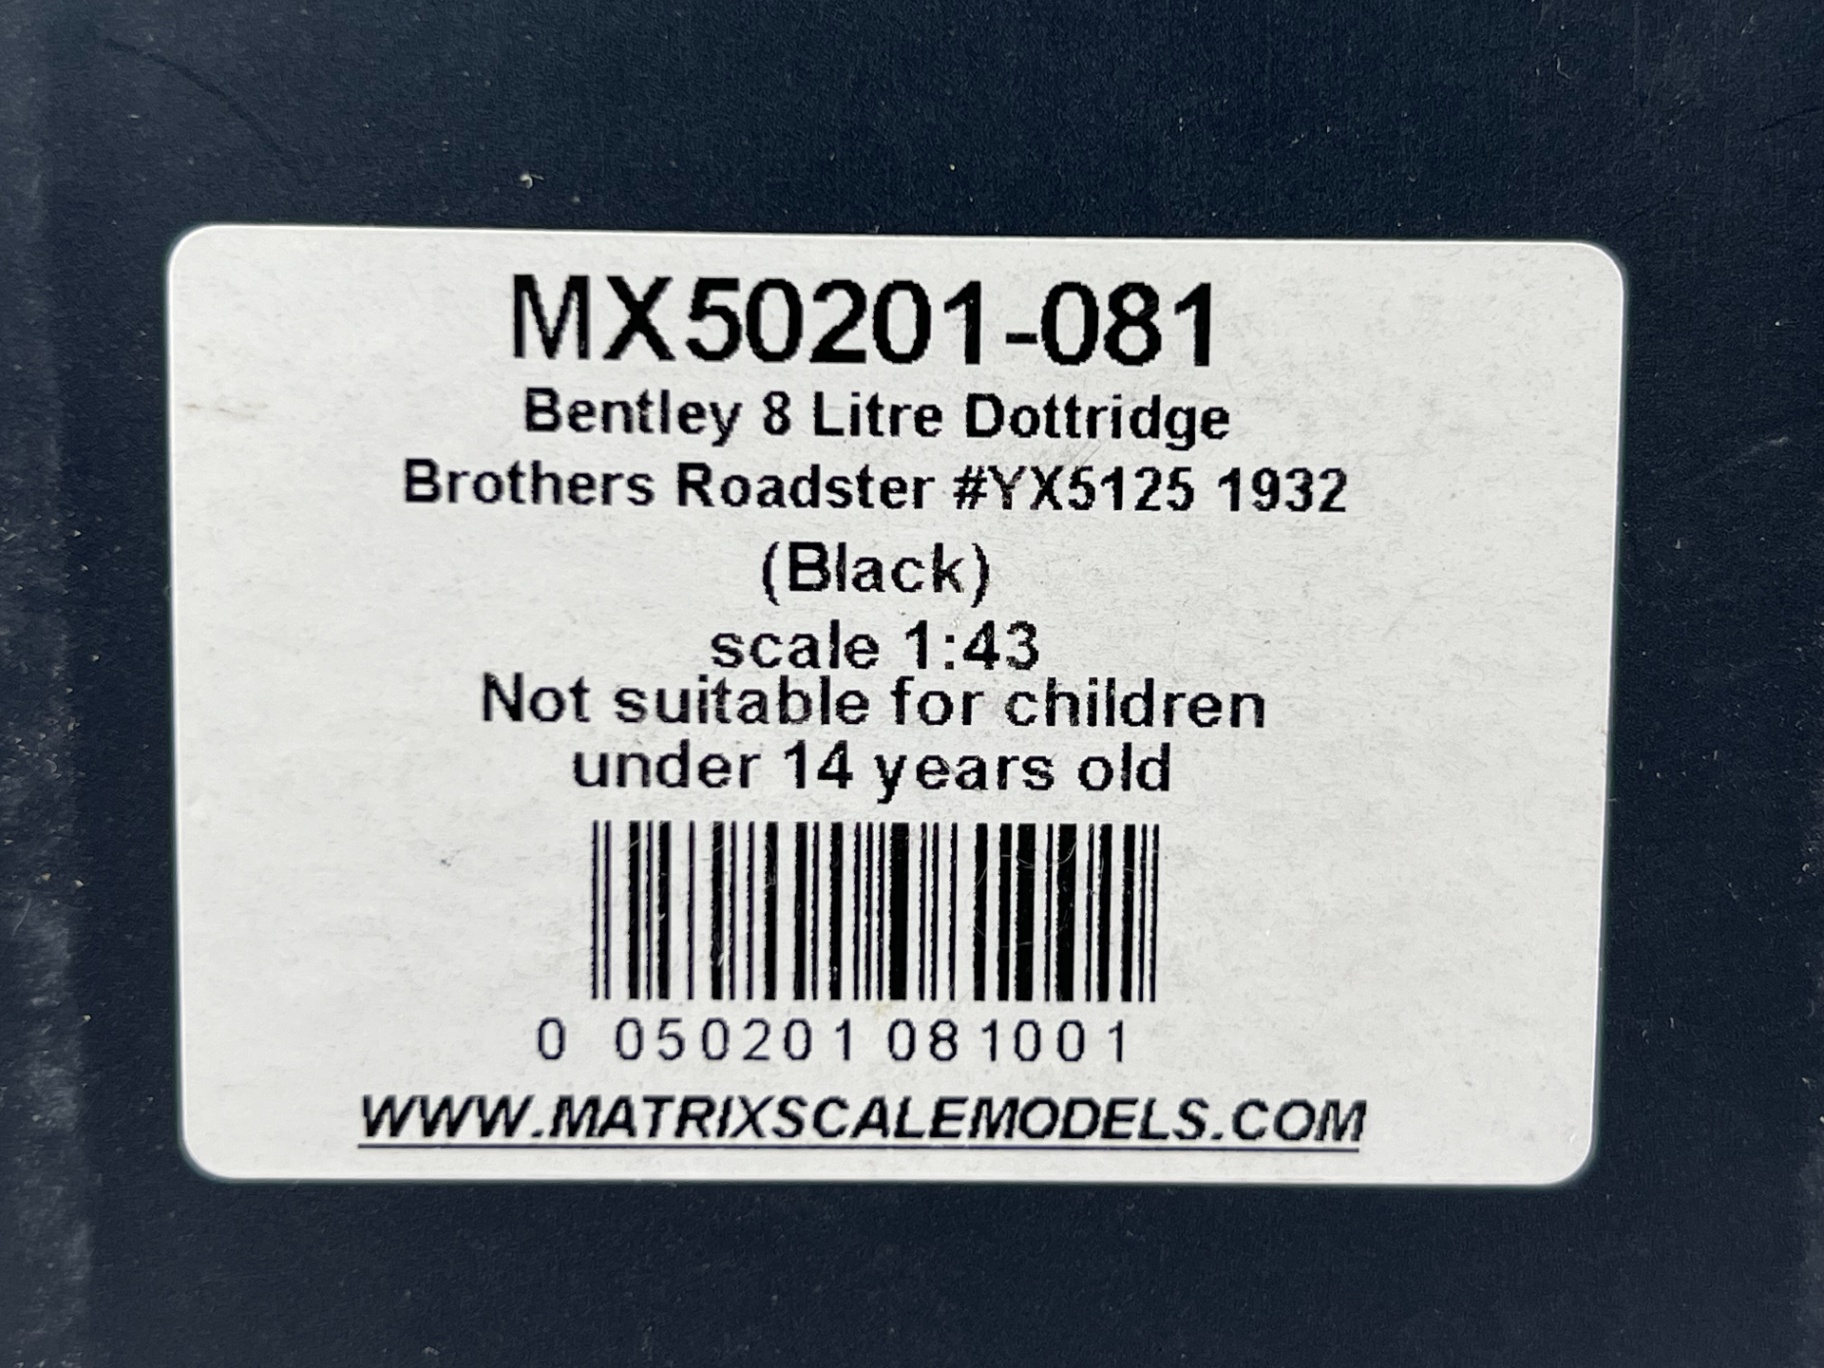 MX50201-081
Bentley 8 Litre Dottridge
Brothers Roadster #YX5125 1932
(Black)
scale 1:43
Not suitable for children
under 14 years old
0 050201 081001
WWW.MATRIXSCALEMODELS.COM